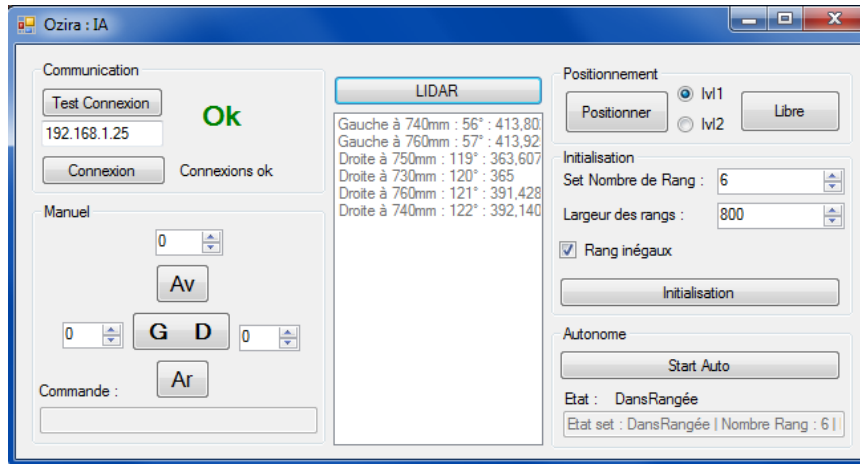 Ozira : IA
Communication
Test Connexion
Ok
192.168.1.25
Connexion
Connexions ok
Manuel
0
Av
0
G D
0
Ar
Commande :
LIDAR
Gauche à 740mm : 56° : 413,80
Gauche à 760mm : 57° : 413,92
Droite à 750mm : 119° : 363,607
Droite à 730mm : 120° : 365
Droite à 760mm : 121° : 391,428
Droite à 740mm : 122° : 392,140
Positionnement
Positionner
lvl1
lvl2
Libre
Initialisation
Set Nombre de Rang : 6
Largeur des rangs : 800
Rang inégaux
Initialisation
Autonome
Start Auto
Etat : DansRangée
Etat set : DansRangée | Nombre Rang : 6 |